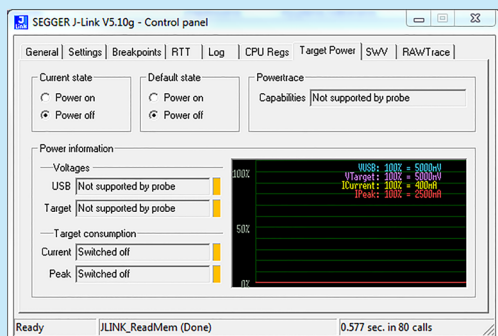 SEGGER J-Link V5.10g - Control panel
General Settings Breakpoints RTT Log CPU Regs Target Power SWV RAWTrace
Current state
Power on
Power off
Default state
Power on
Power off
Powertrace
Capabilities Not supported by probe
Power information
Voltages
USB Not supported by probe
Target Not supported by probe
Target consumption
Current Switched off
Peak Switched off
100%
50%
0%
VUSB: 100% = 5000mV
VTarget: 100% = 5000mV
ICurrent: 100% = 400mA
IPeak: 100% = 2500mA
Ready JLINK_ReadMem (Done) 0.577 sec. in 80 calls